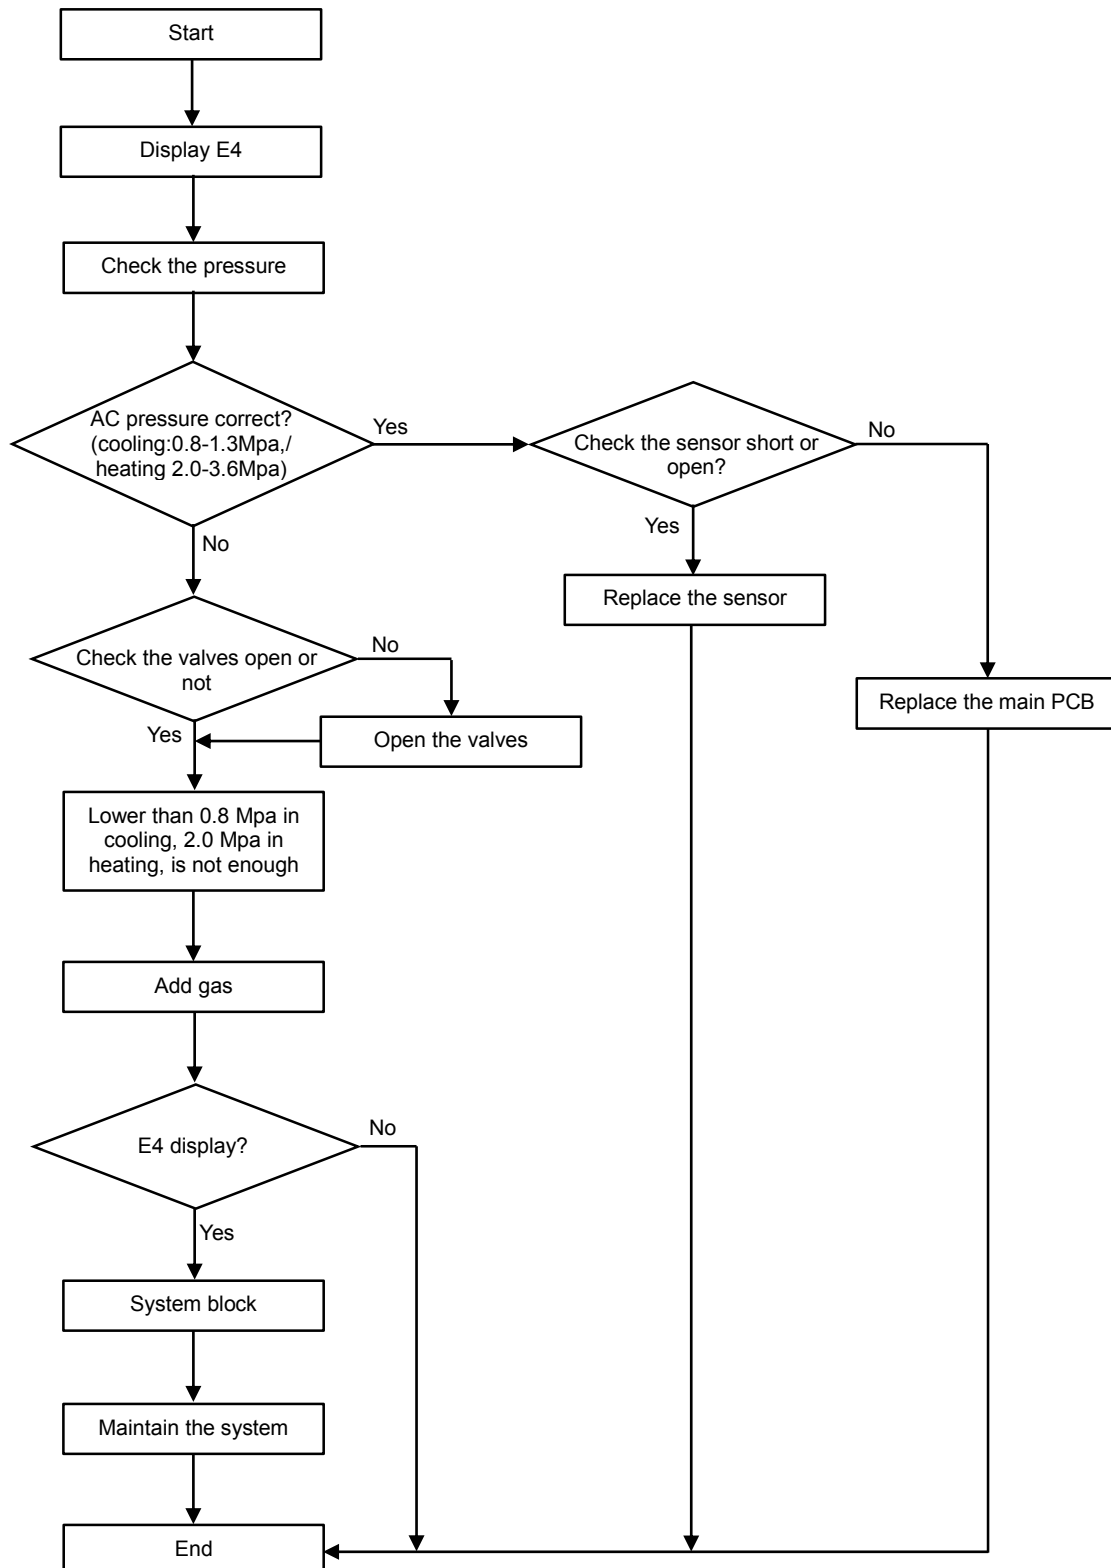 Start
Display E4
Check the pressure
AC pressure correct?
(cooling:0.8-1.3Mpa,/
heating 2.0-3.6Mpa)
Yes
Check the sensor short or
open?
No
Yes
No
Replace the sensor
Check the valves open or
not
No
Replace the main PCB
Yes
Open the valves
Lower than 0.8 Mpa in
cooling, 2.0 Mpa in
heating, is not enough
Add gas
E4 display?
No
Yes
System block
Maintain the system
End